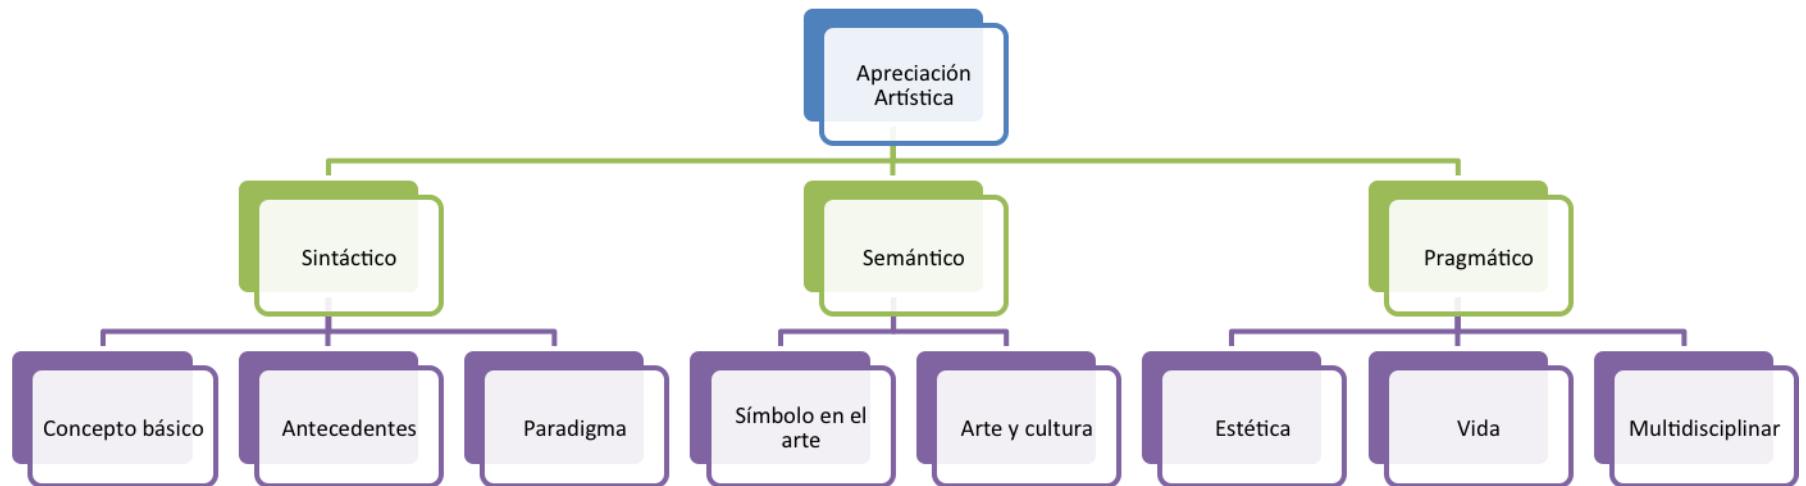 Apreciación
Artística
Sintáctico
Semántico
Pragmático
Concepto básico
Antecedentes
Paradigma
Símbolo en el
arte
Arte y cultura
Estética
Vida
Multidisciplinar